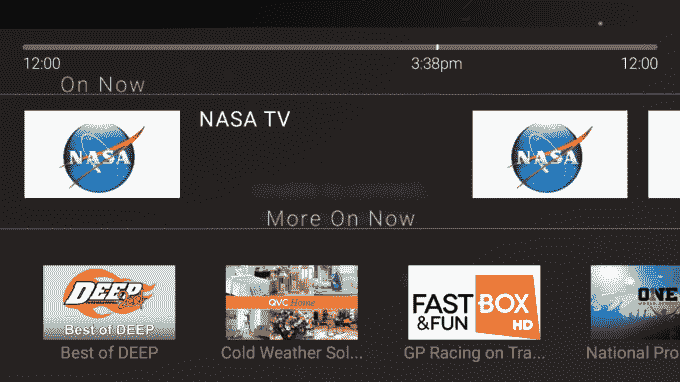 12:00 3:38pm 12:00
On Now
NASA NASA TV NASA
More On Now
DEEP
Best of DEEP
QVC Home
FAST & FUN BOX HD
ONE
Best of DEEP Cold Weather Sol... GP Racing on Tra... National Pro